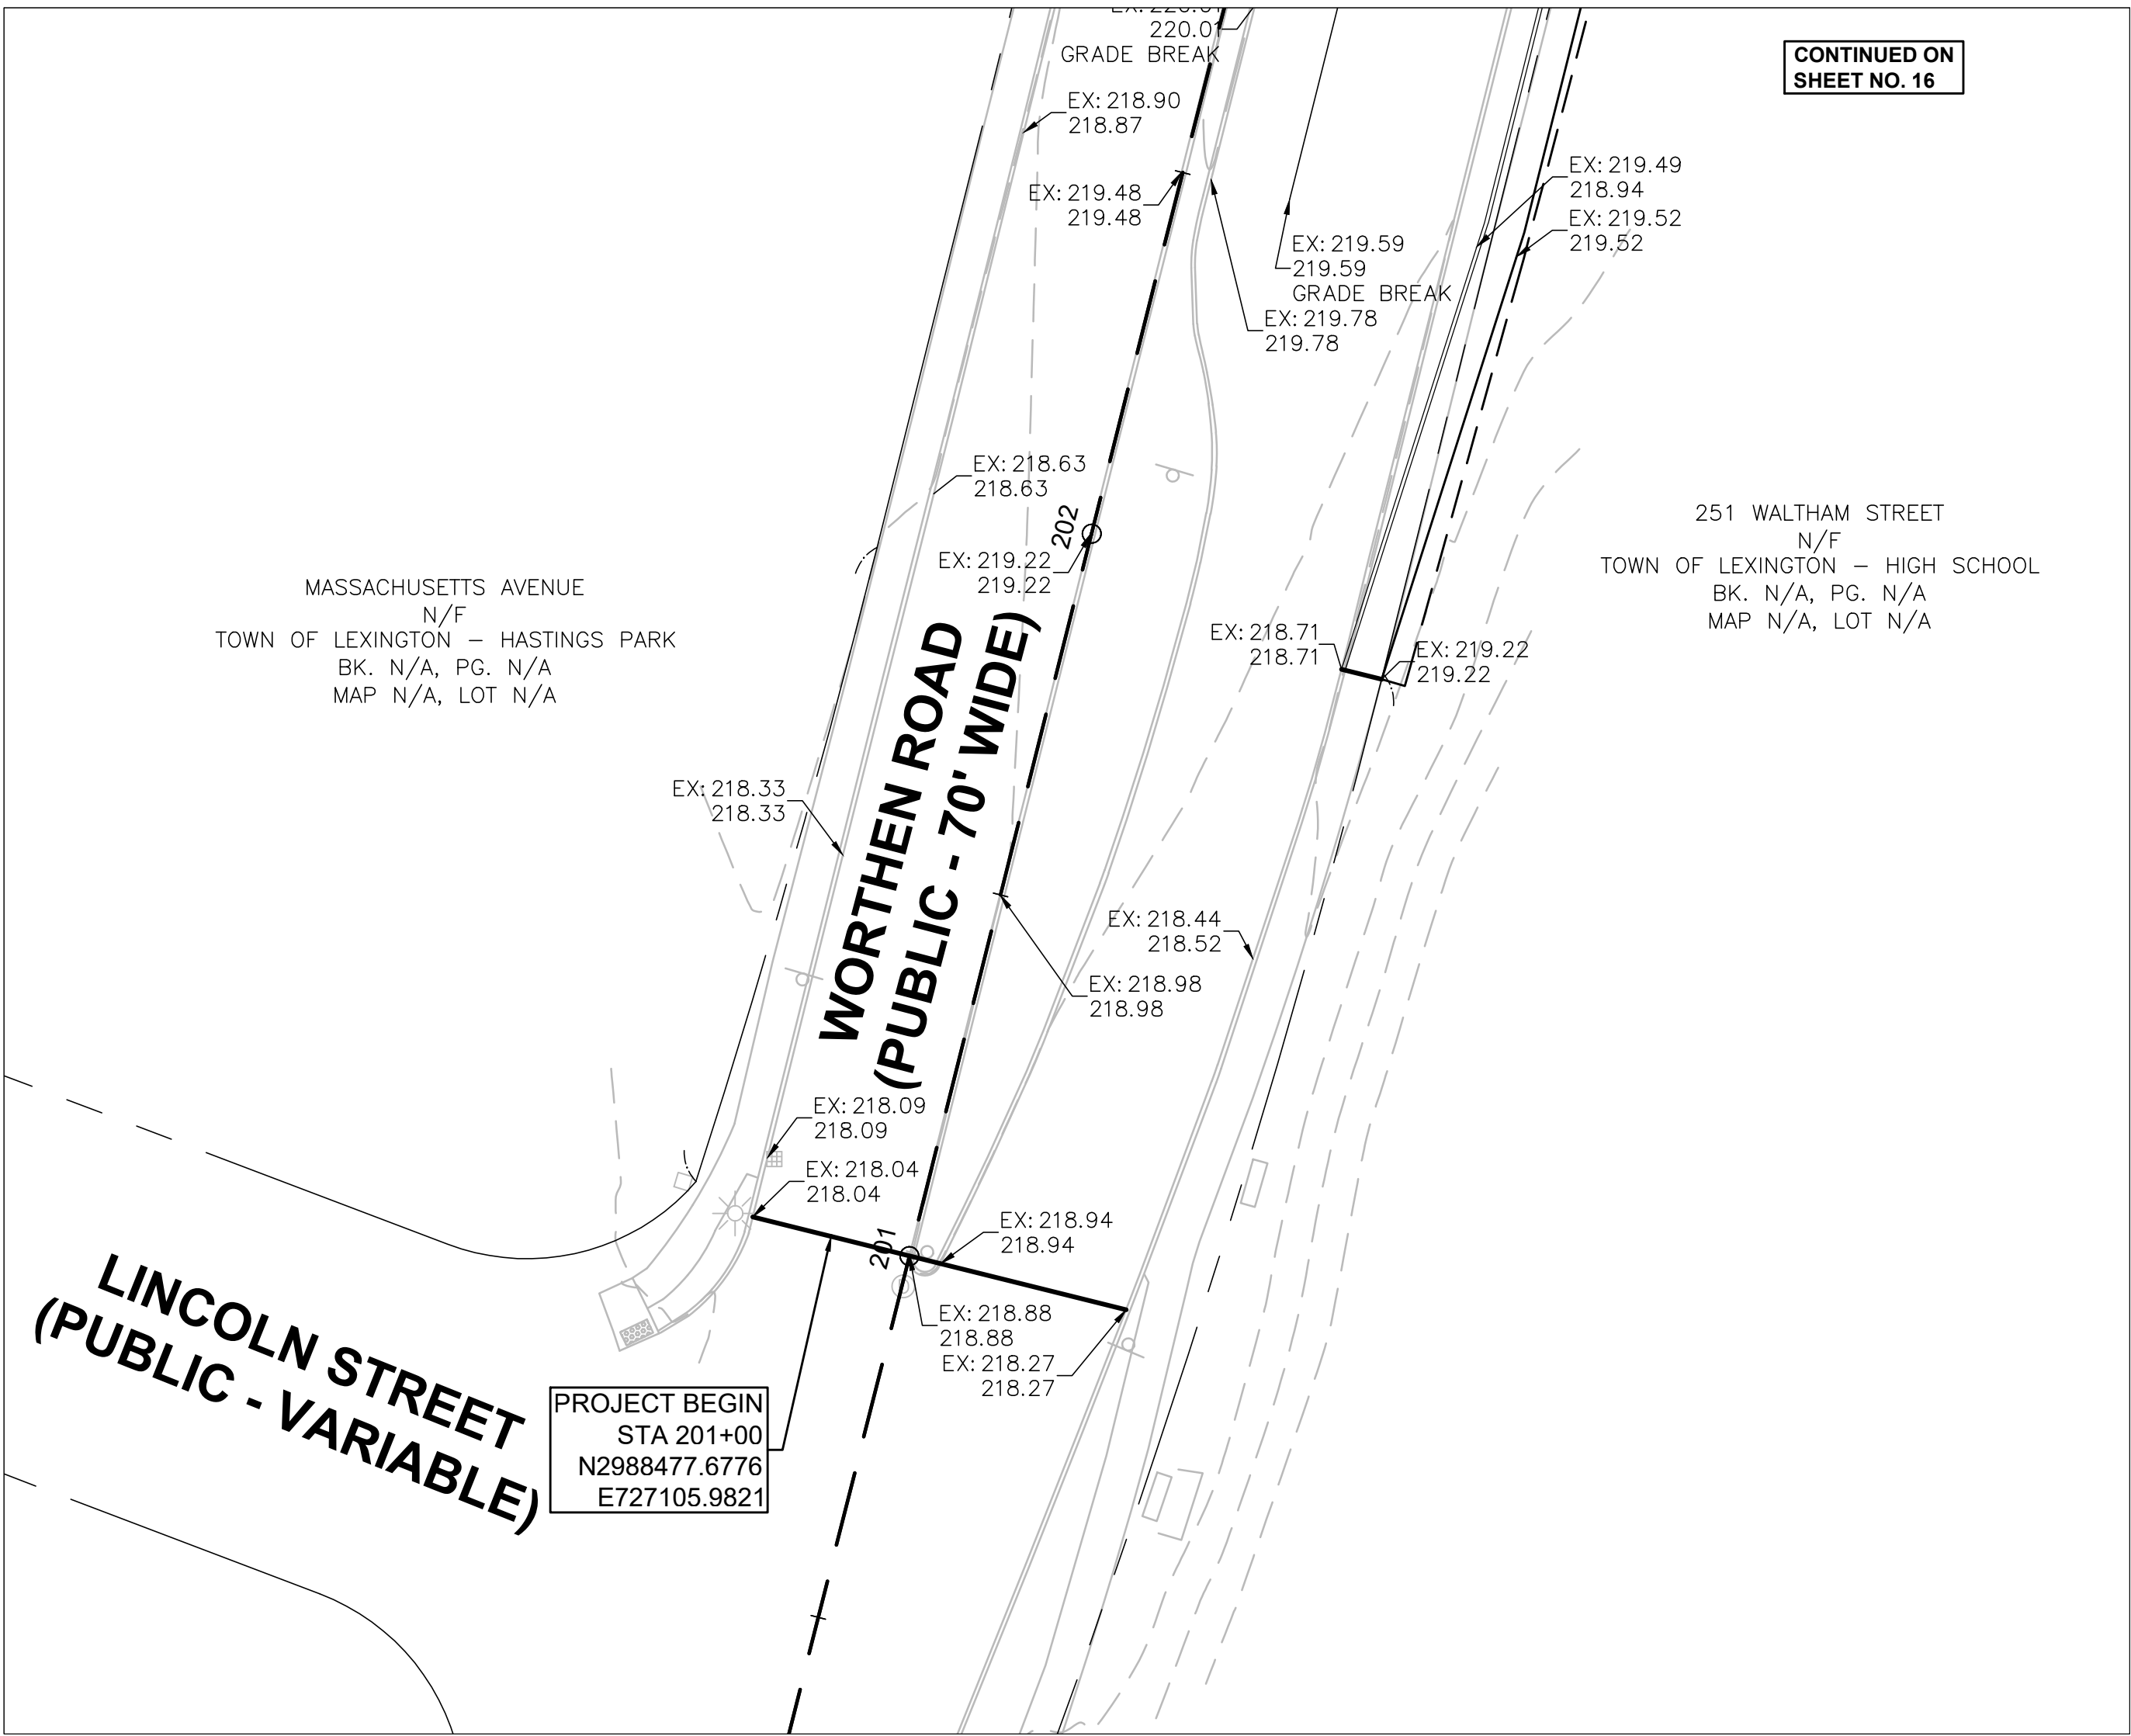 220.01
GRADE BREAK
CONTINUED ON
SHEET NO. 16
EX: 218.90
218.87
EX: 219.48
219.48
EX: 219.49
218.94
EX: 219.52
219.52
EX: 219.59
219.59
GRADE BREAK
EX: 219.78
219.78
EX: 218.63
218.63
202
EX: 219.22
219.22
251 WALTHAM STREET
N/F
TOWN OF LEXINGTON – HIGH SCHOOL
BK. N/A, PG. N/A
MAP N/A, LOT N/A
MASSACHUSETTS AVENUE
N/F
TOWN OF LEXINGTON – HASTINGS PARK
BK. N/A, PG. N/A
MAP N/A, LOT N/A
EX: 218.71
218.71
EX: 219.22
219.22
WORTHEN ROAD
(PUBLIC - 70' WIDE)
EX: 218.33
218.33
EX: 218.44
218.52
EX: 218.98
218.98
EX: 218.09
218.09
EX: 218.04
218.04
201
EX: 218.94
218.94
EX: 218.88
218.88
EX: 218.27
218.27
LINCOLN STREET
(PUBLIC - VARIABLE)
PROJECT BEGIN
STA 201+00
N2988477.6776
E727105.9821